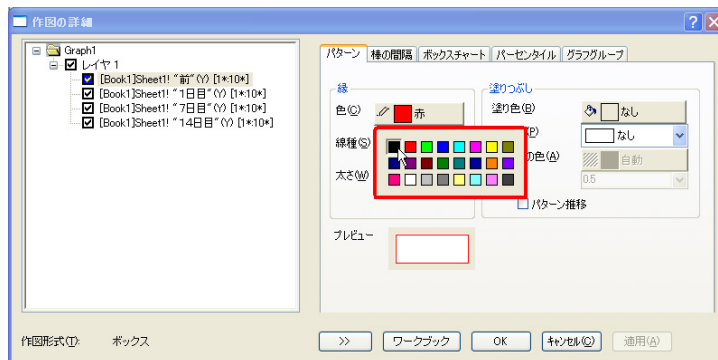 作図の詳細
Graph1
レイヤ 1
[Book1]Sheet1! "前"(Y) [1*:10*]
[Book1]Sheet1! "1日目"(Y) [1*:10*]
[Book1]Sheet1! "7日目"(Y) [1*:10*]
[Book1]Sheet1! "14日目"(Y) [1*:10*]
パターン 棒の間隔 ボックスチャート パーセンタイル グラフグループ
縁
色(C) 赤
線種(S)
太さ(W)
塗りつぶし
塗り色(B) なし
(P) なし
の色(A) 自動
0.5
パターン推移
プレビュー
作図形式(T): ボックス
>> ワークブック OK キャンセル(C) 適用(A)